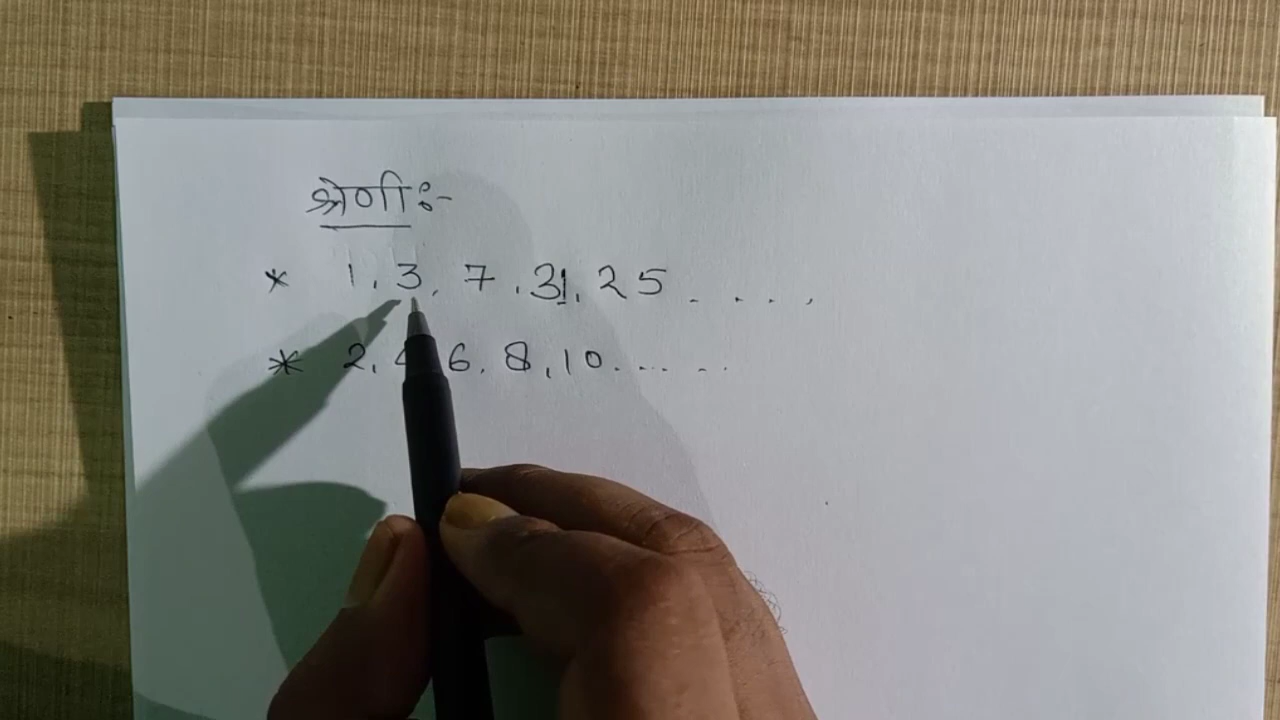 श्रेणी :-
* 1, 3, 7, 31, 25 . . . . ,
* 2, 4 6, 8, 10 . . . . . .